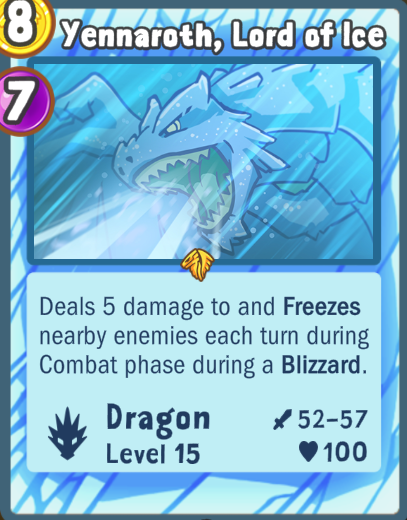 8
Yennaroth, Lord of Ice
7
Deals 5 damage to and Freezes
nearby enemies each turn during
Combat phase during a Blizzard.
Dragon
52–57
Level 15
100